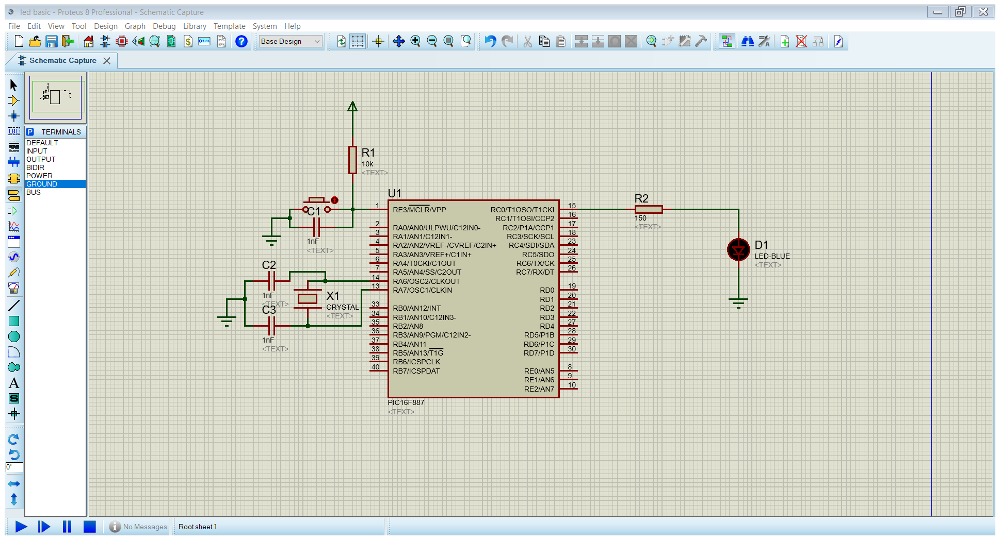 led basic - Proteus 8 Professional - Schematic Capture
File Edit View Tool Design Graph Debug Library Template System Help
Base Design
Schematic Capture
P TERMINALS
DEFAULT
INPUT
OUTPUT
BIDIR
POWER
GROUND
BUS
LBL
A
S
0°
R1
10k
<TEXT>
C1
1nF
<TEXT>
C2
1nF
<TEXT>
C3
1nF
<TEXT>
X1
CRYSTAL
<TEXT>
U1
1 RE3/MCLR/VPP
2 RA0/AN0/ULPWU/C12IN0-
3 RA1/AN1/C12IN1-
4 RA2/AN2/VREF-/CVREF/C2IN+
5 RA3/AN3/VREF+/C1IN+
6 RA4/T0CKI/C1OUT
7 RA5/AN4/SS/C2OUT
14 RA6/OSC2/CLKOUT
13 RA7/OSC1/CLKIN
33 RB0/AN12/INT
34 RB1/AN10/C12IN3-
35 RB2/AN8
36 RB3/AN9/PGM/C12IN2-
37 RB4/AN11
38 RB5/AN13/T1G
39 RB6/ICSPCLK
40 RB7/ICSPDAT
RC0/T1OSO/T1CKI 15
RC1/T1OSI/CCP2 16
RC2/P1A/CCP1 17
RC3/SCK/SCL 18
RC4/SDI/SDA 23
RC5/SDO 24
RC6/TX/CK 25
RC7/RX/DT 26
RD0 19
RD1 20
RD2 21
RD3 22
RD4 27
RD5/P1B 28
RD6/P1C 29
RD7/P1D 30
RE0/AN5 8
RE1/AN6 9
RE2/AN7 10
PIC16F887
<TEXT>
R2
150
<TEXT>
D1
LED-BLUE
<TEXT>
No Messages
Root sheet 1